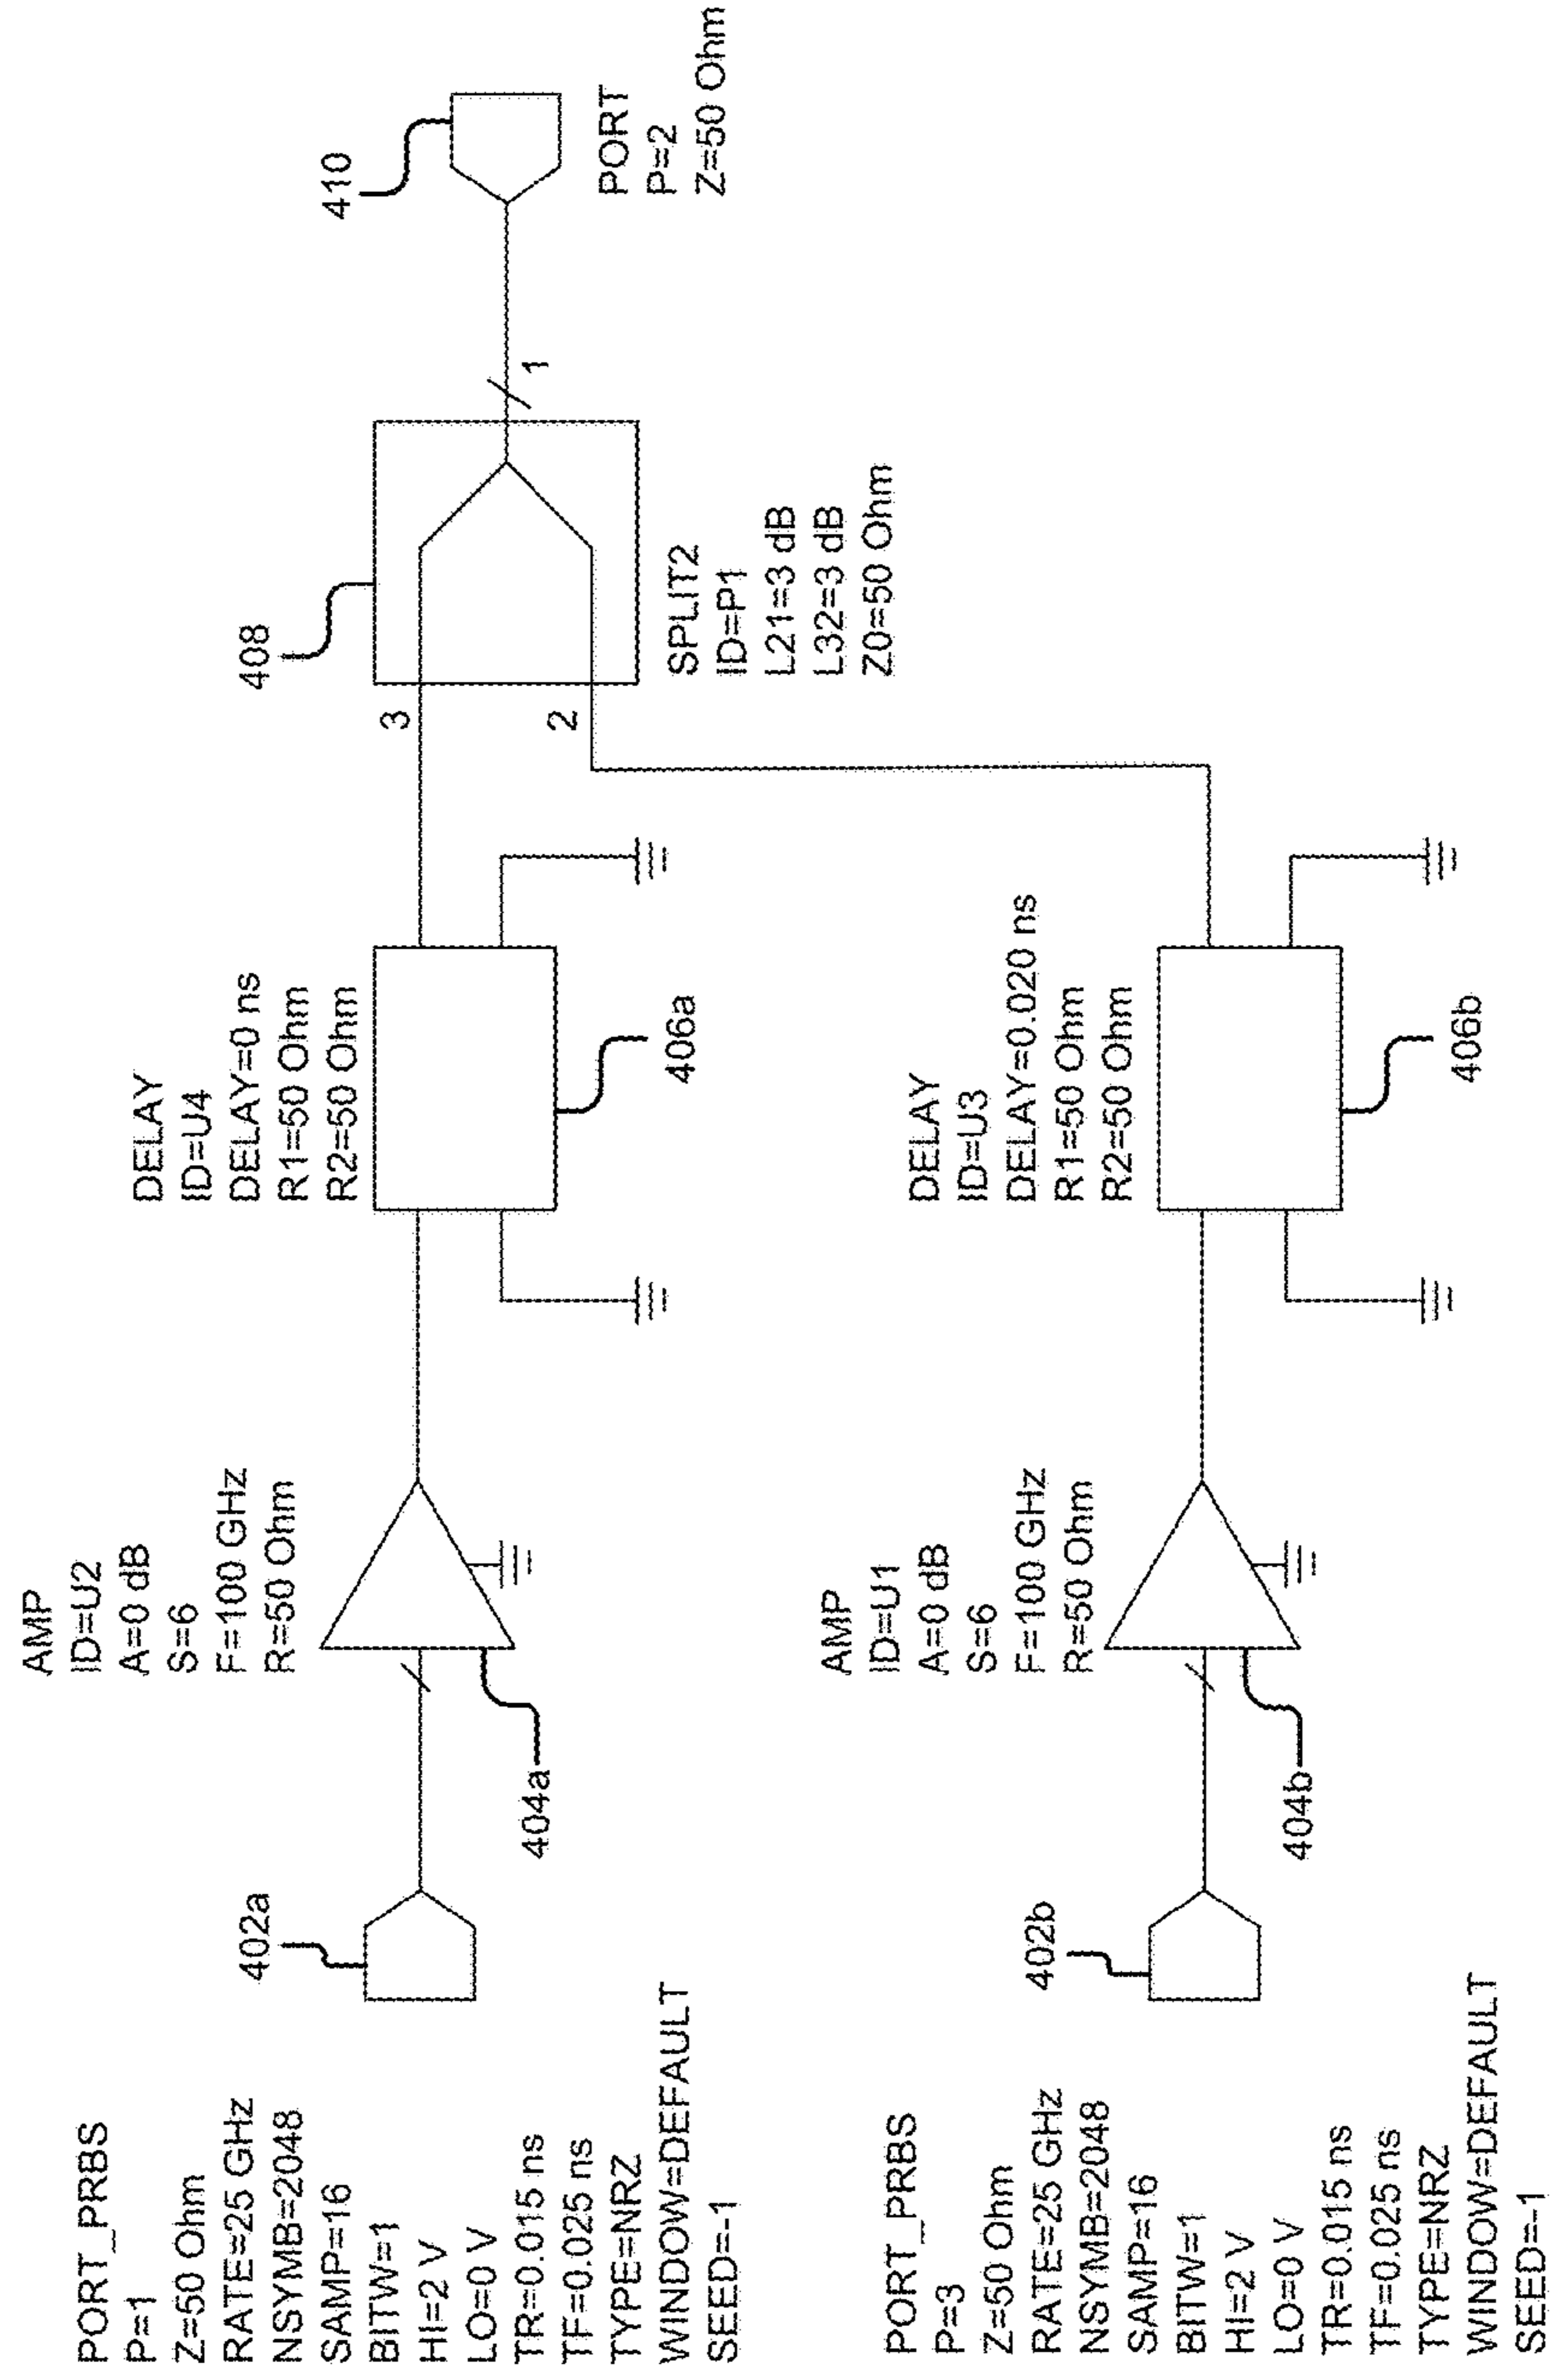 PORT_PRBS
P=1
Z=50 Ohm
RATE=25 GHz
NSYMB=2048
SAMP=16
BITW=1
HI=2 V
LO=0 V
TR=0.015 ns
TF=0.025 ns
TYPE=NRZ
WINDOW=DEFAULT
SEED=-1
402a
AMP
ID=U2
A=0 dB
S=6
F=100 GHz
R=50 Ohm
404a
DELAY
ID=U4
DELAY=0 ns
R1=50 Ohm
R2=50 Ohm
406a
3
2
408
SPLIT2
ID=P1
L21=3 dB
L32=3 dB
Z0=50 Ohm
1
410
PORT
P=2
Z=50 Ohm
PORT_PRBS
P=3
Z=50 Ohm
RATE=25 GHz
NSYMB=2048
SAMP=16
BITW=1
HI=2 V
LO=0 V
TR=0.015 ns
TF=0.025 ns
TYPE=NRZ
WINDOW=DEFAULT
SEED=-1
402b
AMP
ID=U1
A=0 dB
S=6
F=100 GHz
R=50 Ohm
404b
DELAY
ID=U3
DELAY=0.020 ns
R1=50 Ohm
R2=50 Ohm
406b